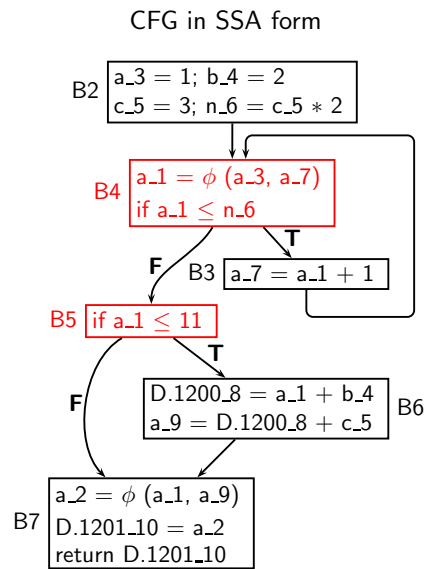 CFG in SSA form
B2
a_3 = 1; b_4 = 2
c_5 = 3; n_6 = c_5 * 2
B4
a_1 = ϕ (a_3, a_7)
if a_1 ≤ n_6
F
T
B3
a_7 = a_1 + 1
B5
if a_1 ≤ 11
F
T
D.1200_8 = a_1 + b_4
a_9 = D.1200_8 + c_5
B6
B7
a_2 = ϕ (a_1, a_9)
D.1201_10 = a_2
return D.1201_10